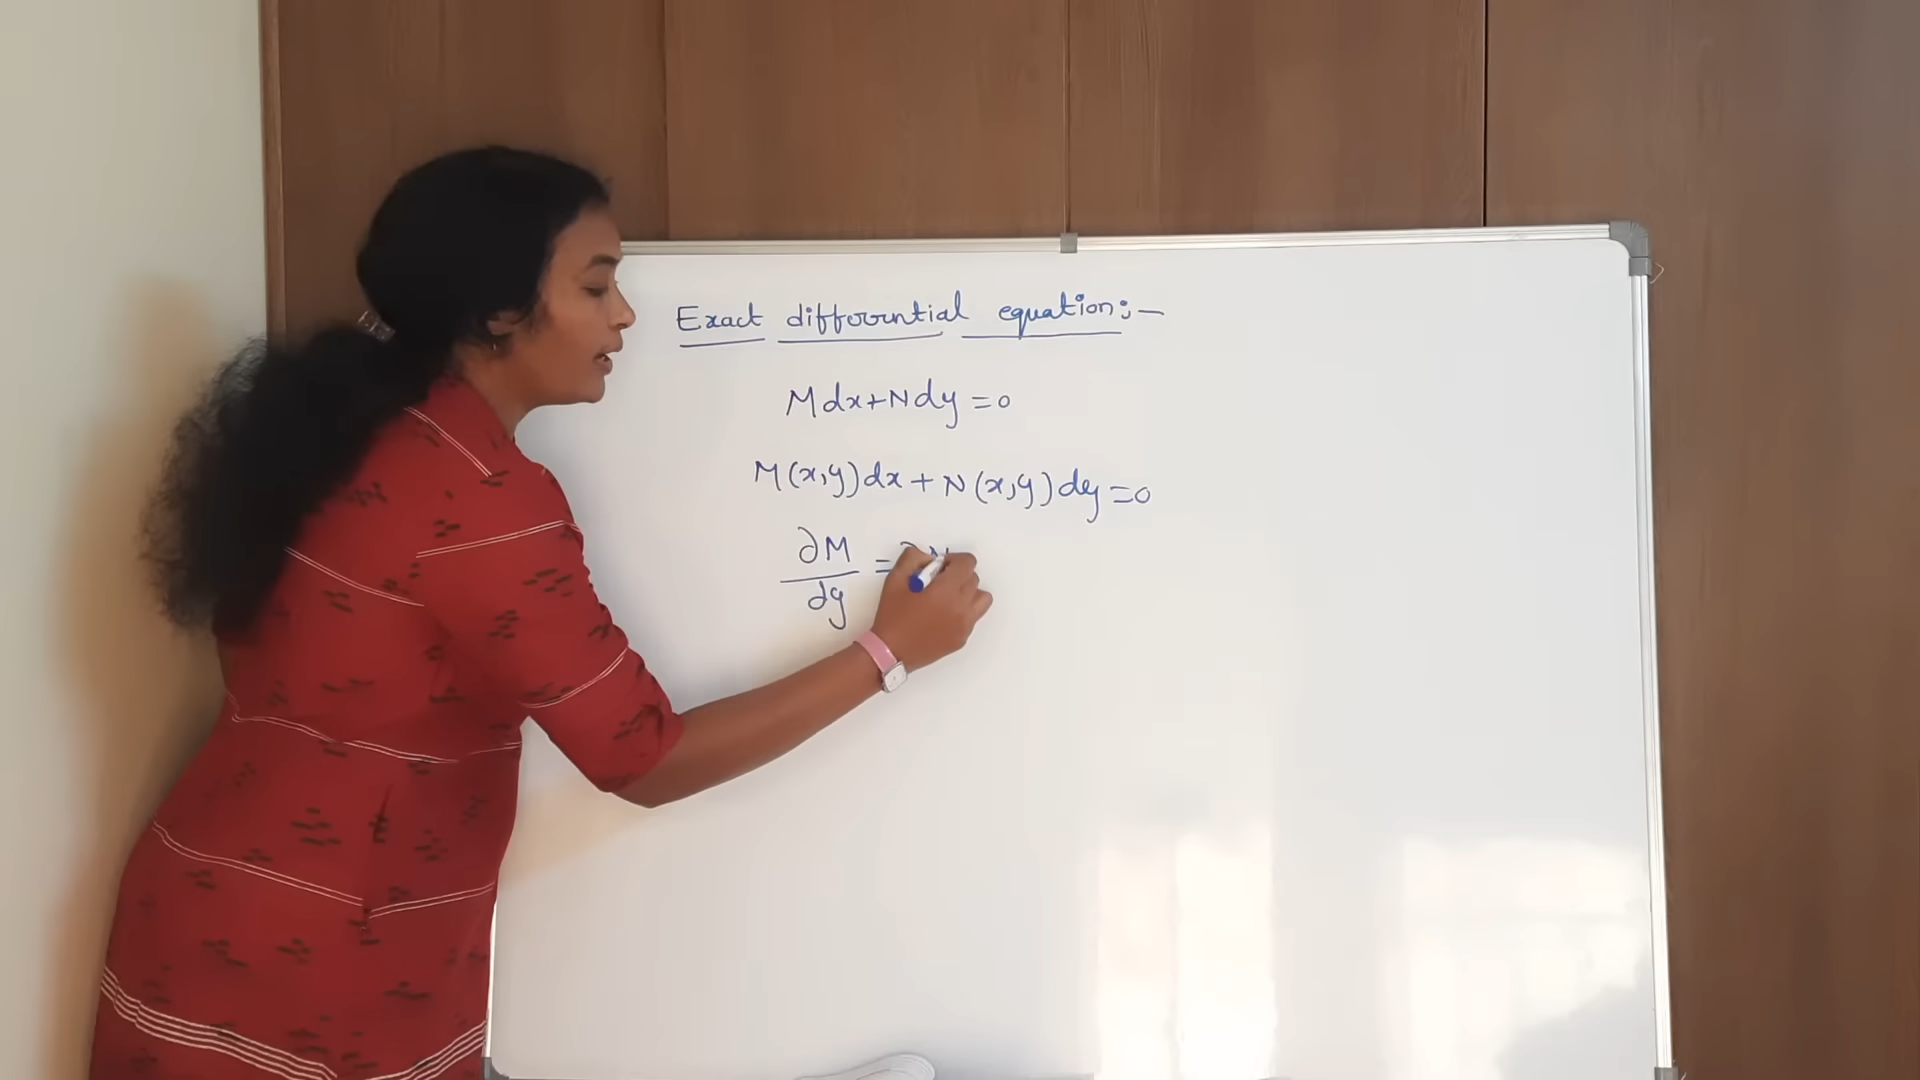 Exact differential equation:-
Mdx+Ndy=0
M(x,y)dx+N(x,y)dy=0
∂M/∂y =∂N